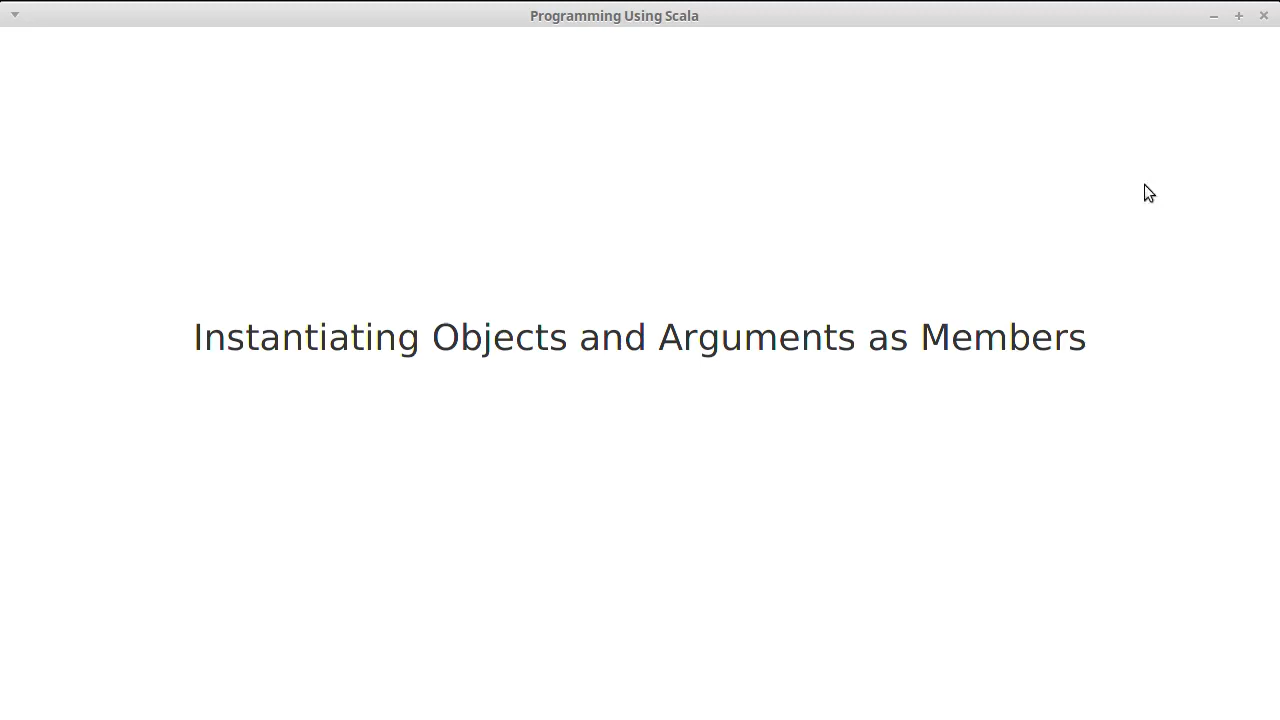 Programming Using Scala
Instantiating Objects and Arguments as Members